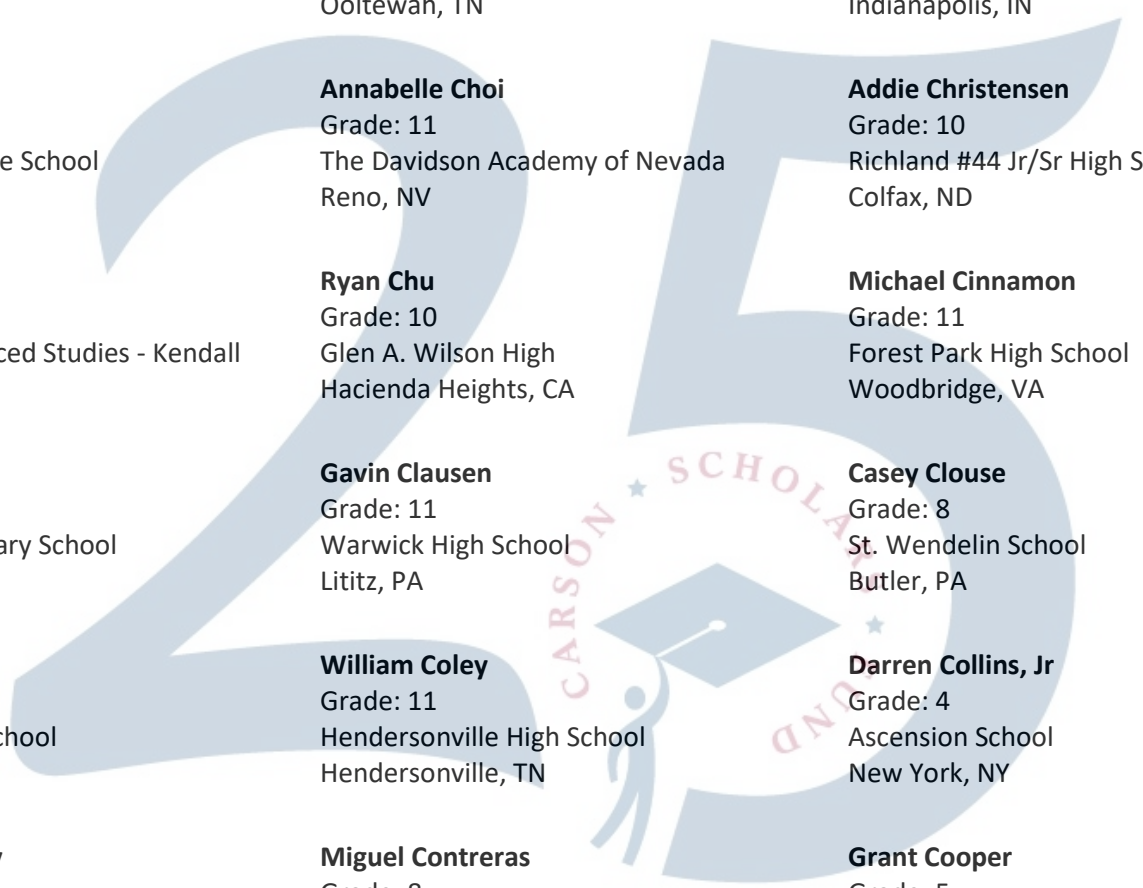 Ooltewah, TN
Indianapolis, IN
Annabelle Choi
Addie Christensen
Grade: 11
Grade: 10
e School
The Davidson Academy of Nevada
Richland #44 Jr/Sr High S
Reno, NV
Colfax, ND
Ryan Chu
Michael Cinnamon
Grade: 10
Grade: 11
ced Studies - Kendall
Glen A. Wilson High
Forest Park High School
Hacienda Heights, CA
Woodbridge, VA
Gavin Clausen
Casey Clouse
Grade: 11
Grade: 8
ary School
Warwick High School
St. Wendelin School
Lititz, PA
Butler, PA
William Coley
Darren Collins, Jr
Grade: 11
Grade: 4
chool
Hendersonville High School
Ascension School
Hendersonville, TN
New York, NY
Miguel Contreras
Grant Cooper
25
CARSON ★ SCHOLARS ★ FUND